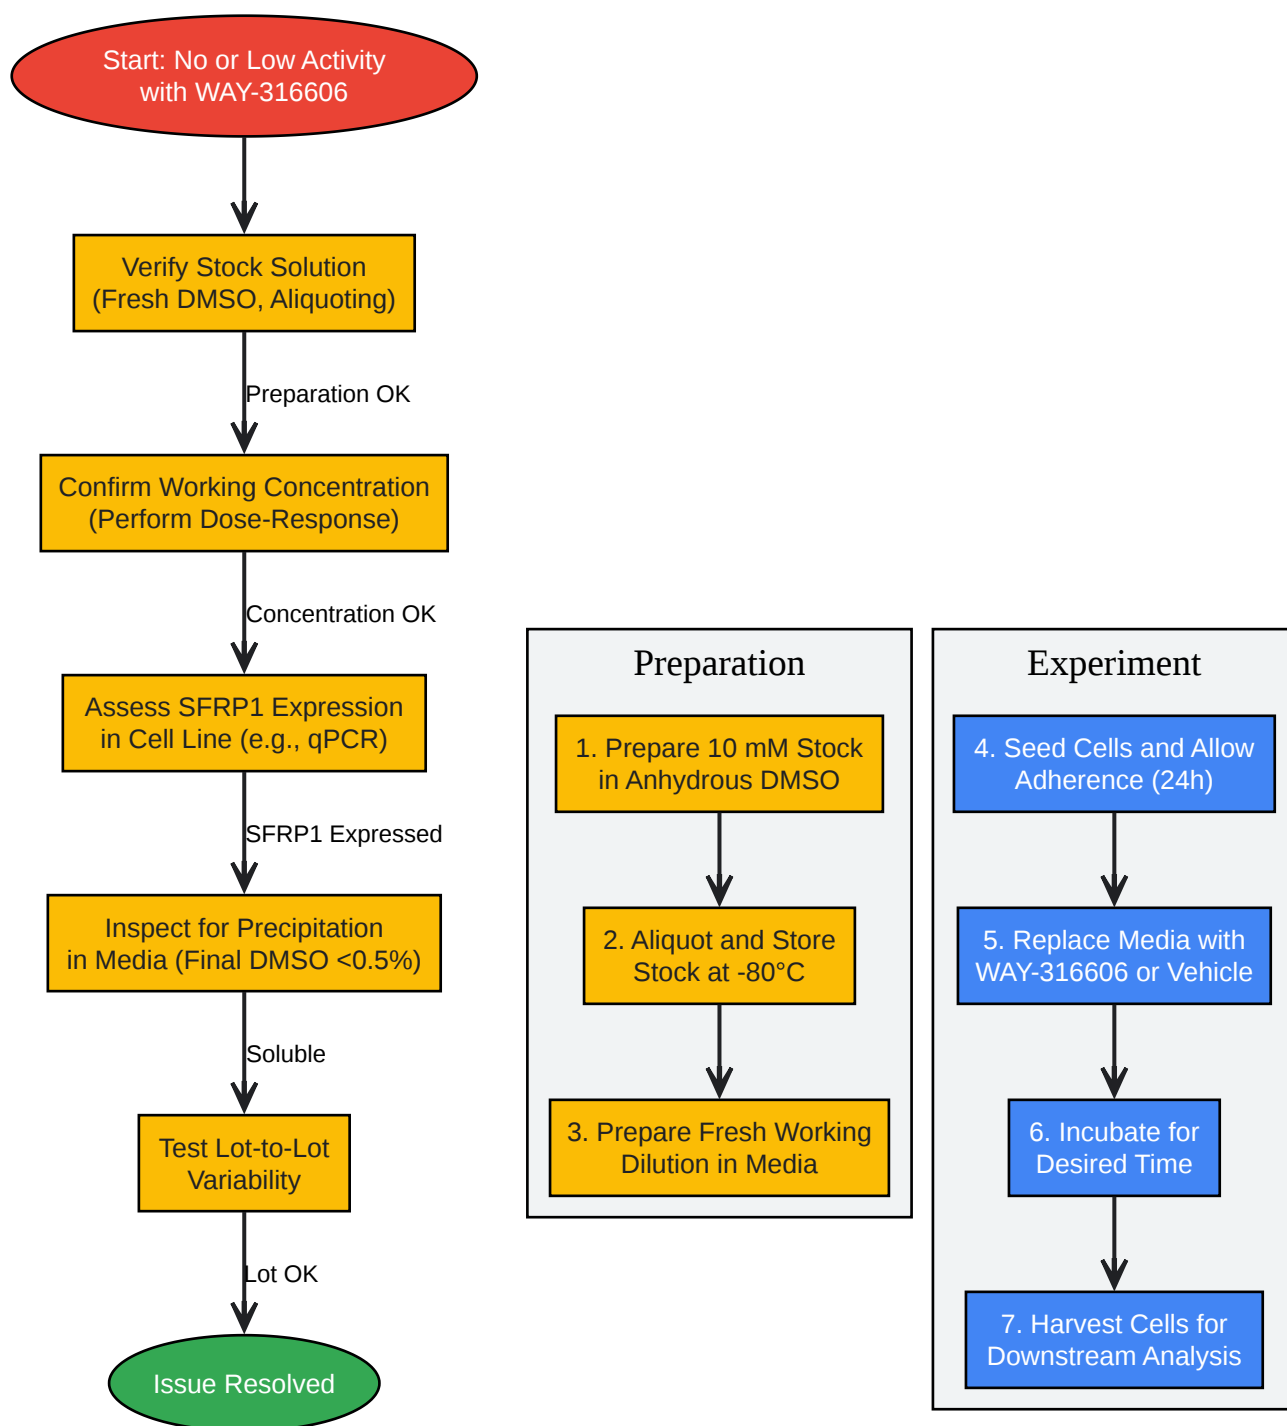 Start: No or Low Activity
with WAY-316606
Verify Stock Solution
(Fresh DMSO, Aliquoting)
Preparation OK
Confirm Working Concentration
(Perform Dose-Response)
Concentration OK
Assess SFRP1 Expression
in Cell Line (e.g., qPCR)
SFRP1 Expressed
Inspect for Precipitation
in Media (Final DMSO <0.5%)
Soluble
Test Lot-to-Lot
Variability
Lot OK
Issue Resolved
Preparation
1. Prepare 10 mM Stock
in Anhydrous DMSO
2. Aliquot and Store
Stock at -80°C
3. Prepare Fresh Working
Dilution in Media
Experiment
4. Seed Cells and Allow
Adherence (24h)
5. Replace Media with
WAY-316606 or Vehicle
6. Incubate for
Desired Time
7. Harvest Cells for
Downstream Analysis